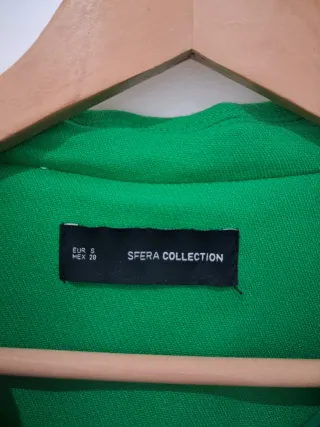 EUR S
MEX 28
SFERA COLLECTION